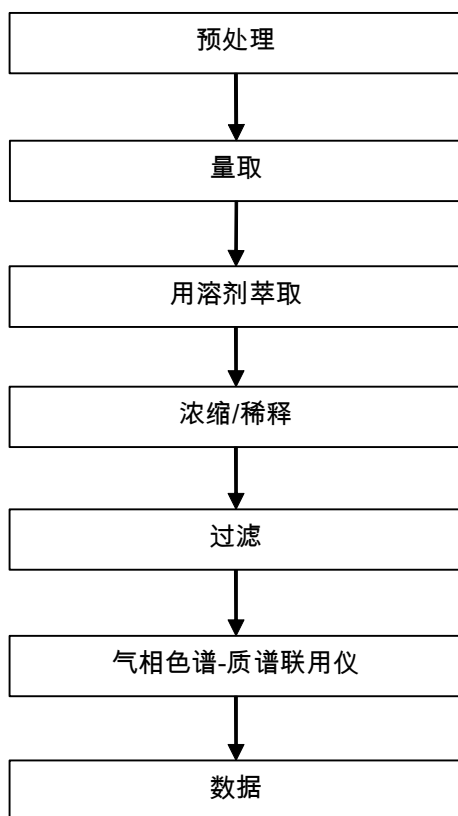 预处理
量取
用溶剂萃取
浓缩/稀释
过滤
气相色谱-质谱联用仪
数据